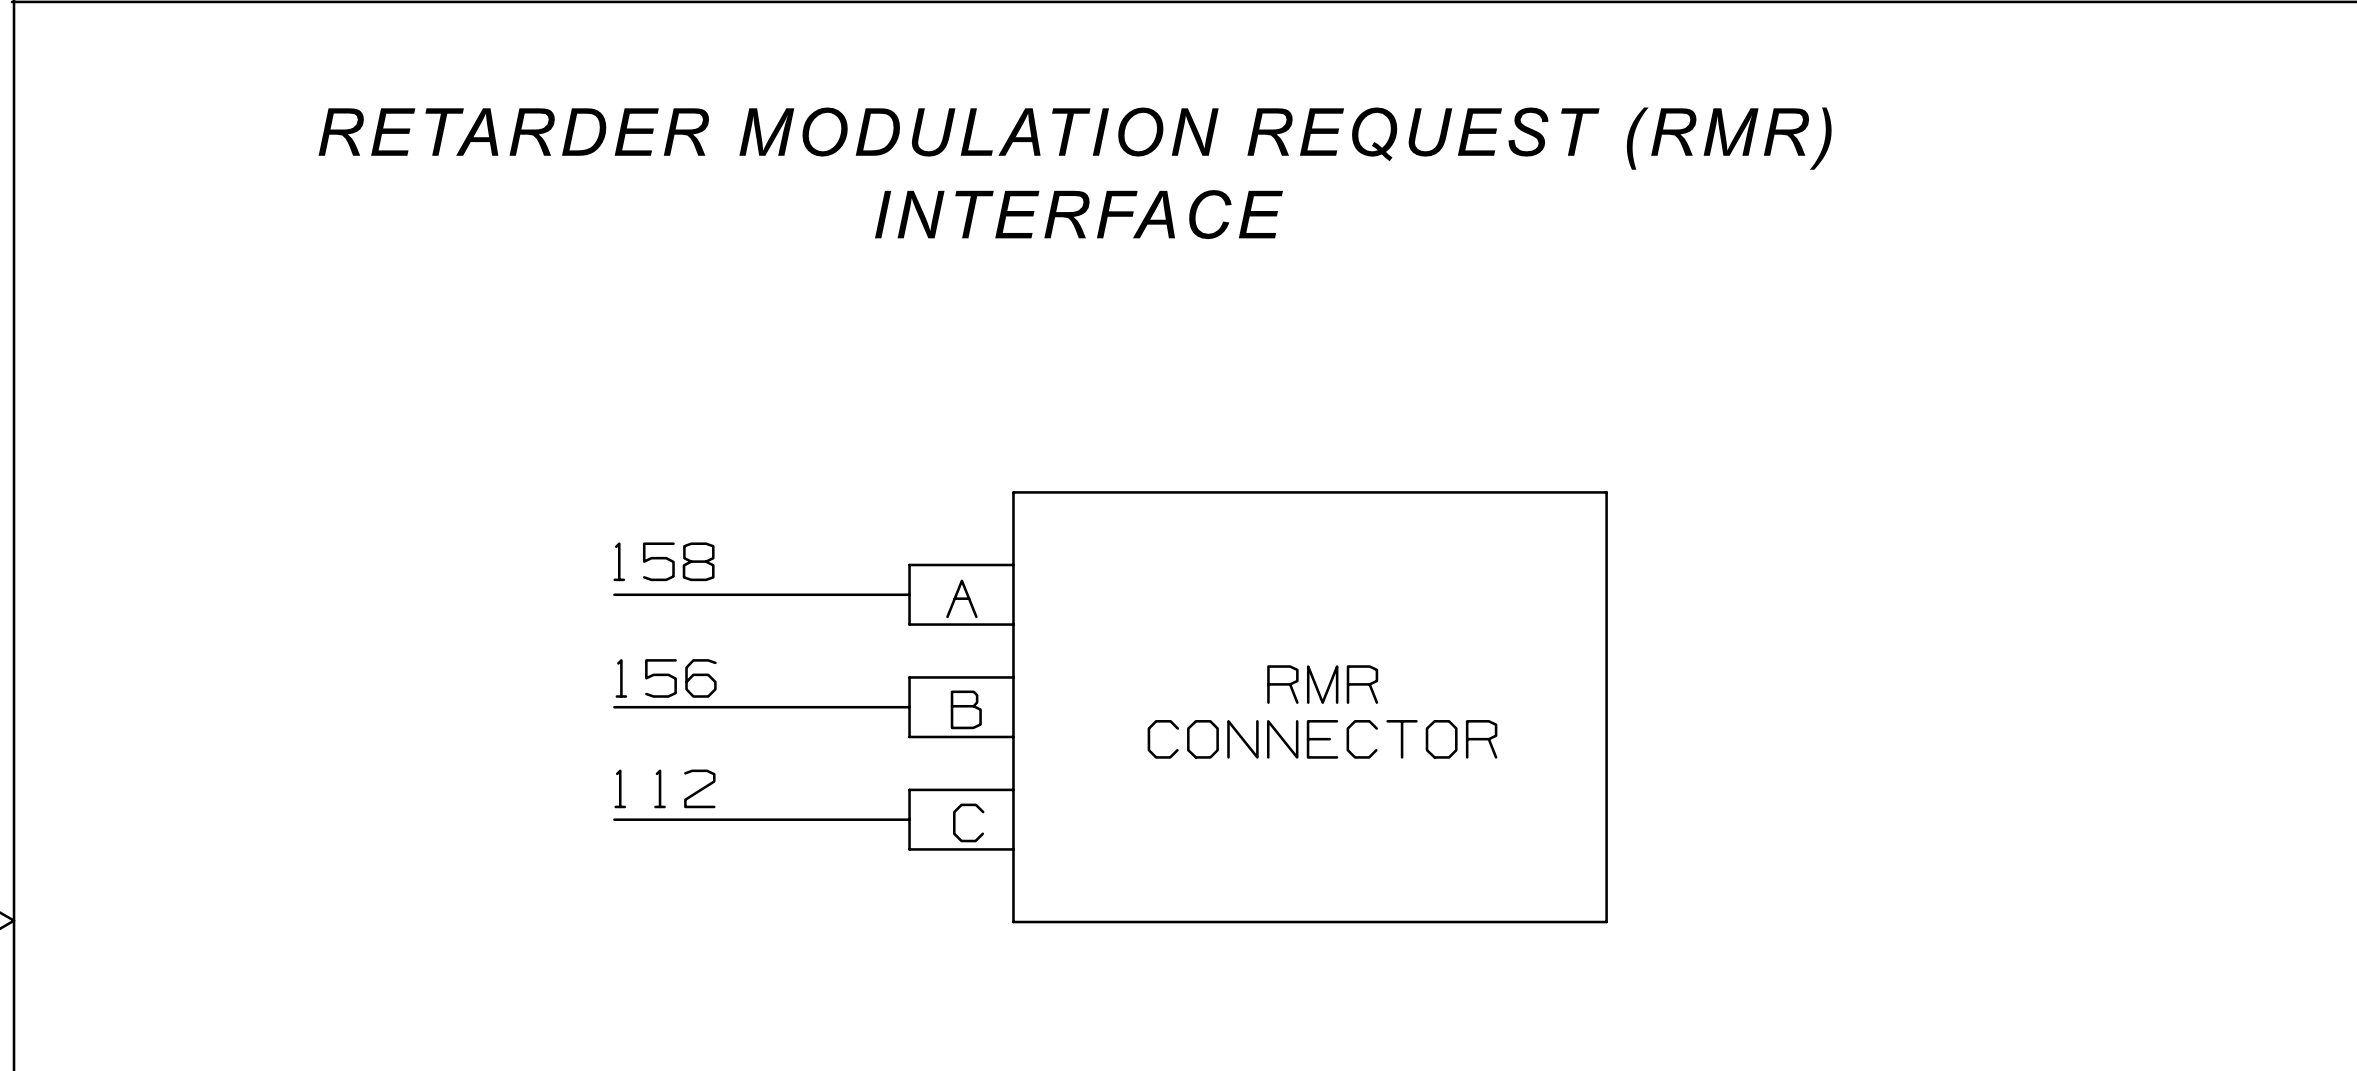 RETARDER MODULATION REQUEST (RMR)
INTERFACE
158
A
156
B
112
C
RMR
CONNECTOR